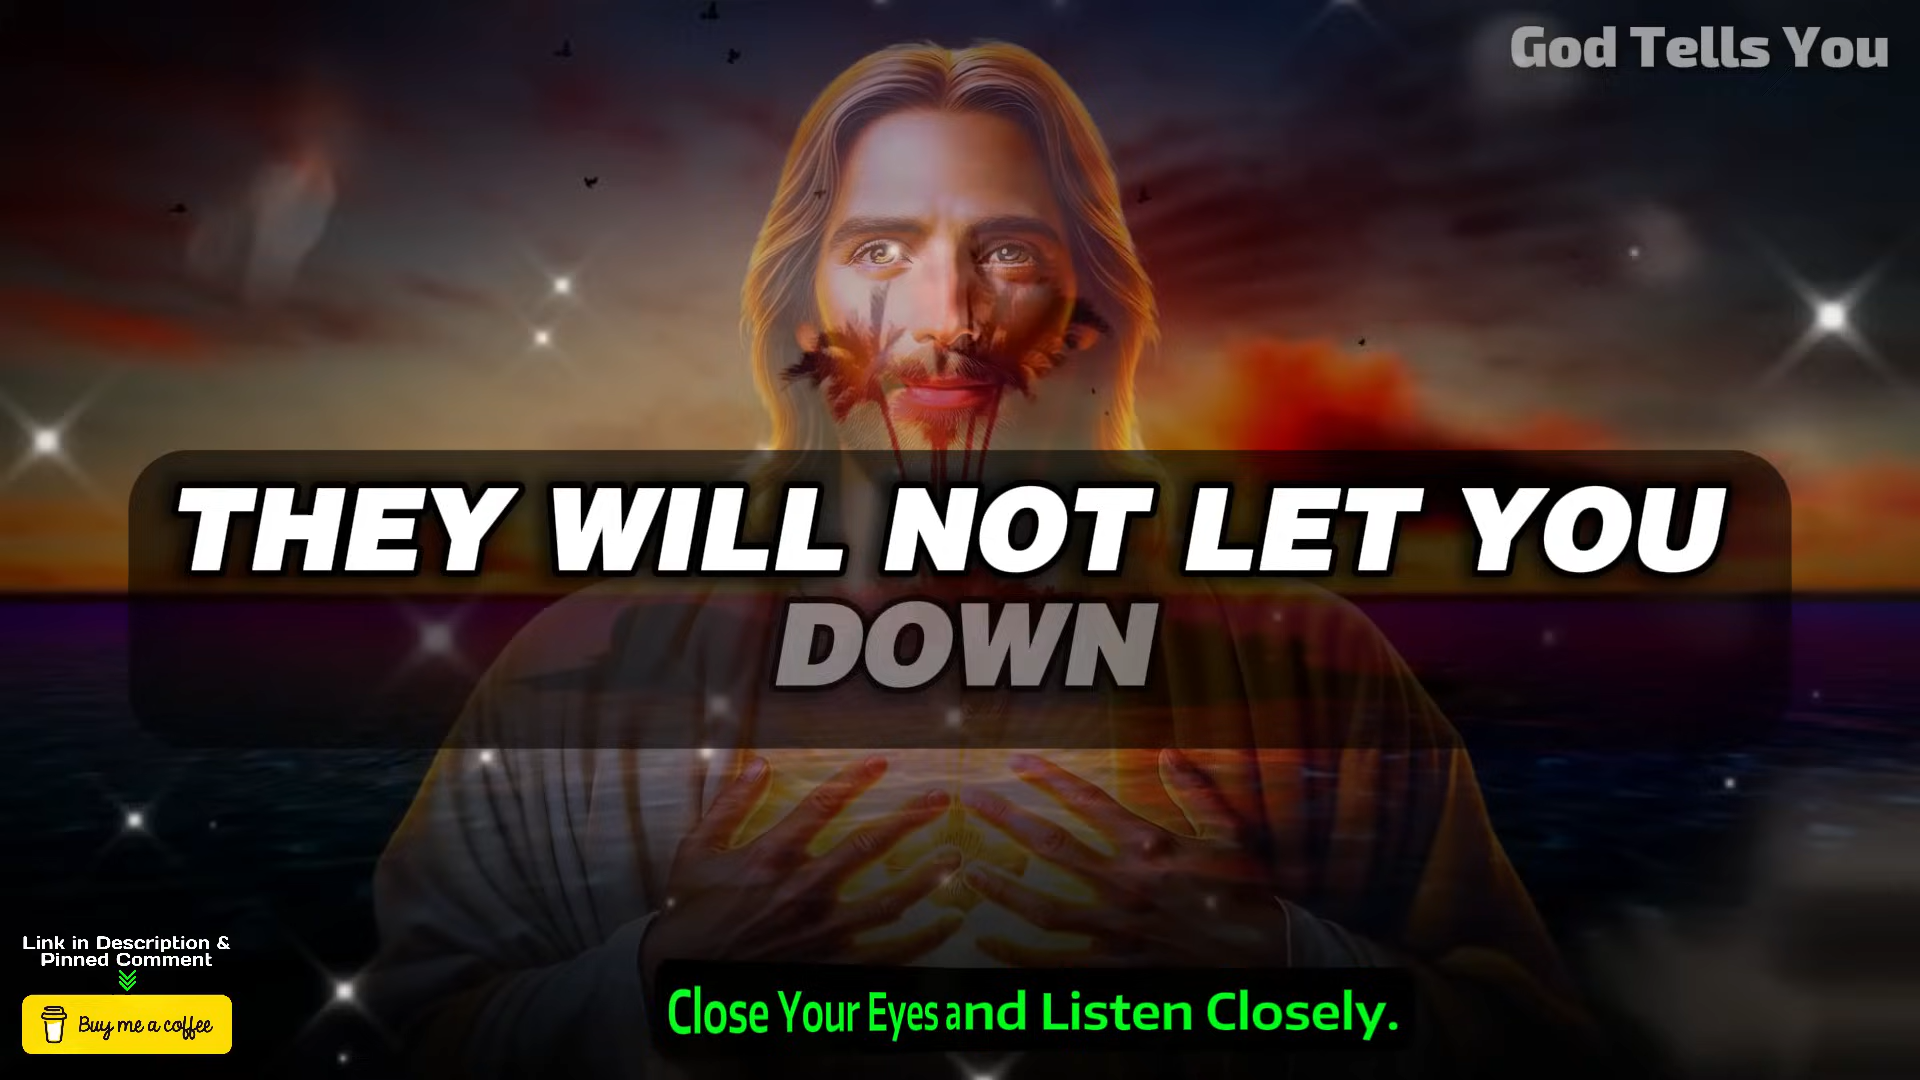 God Tells You
THEY WILL NOT LET YOU
DOWN
Link in Description &
Pinned Comment
Buy me a coffee
Close Your Eyes and Listen Closely.